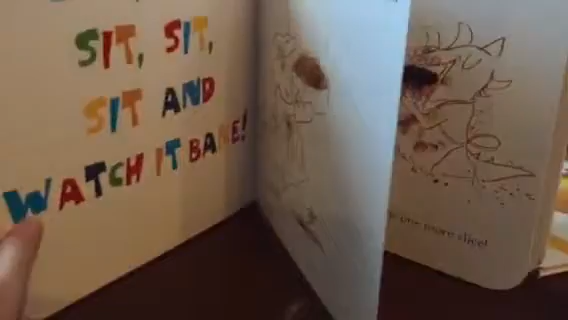 SIT, SIT,
SIT AND
WATCH IT BAKE!
one more slice!